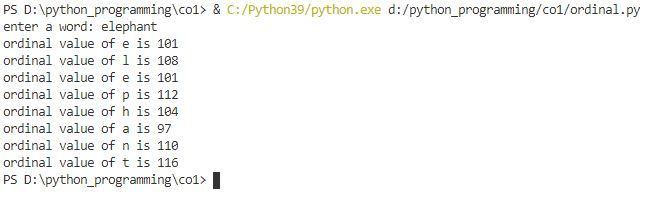 PS D:\python_programming\co1> & C:/Python39/python.exe d:/python_programming/co1/ordinal.py
enter a word: elephant
ordinal value of e is 101
ordinal value of l is 108
ordinal value of e is 101
ordinal value of p is 112
ordinal value of h is 104
ordinal value of a is 97
ordinal value of n is 110
ordinal value of t is 116
PS D:\python_programming\co1>